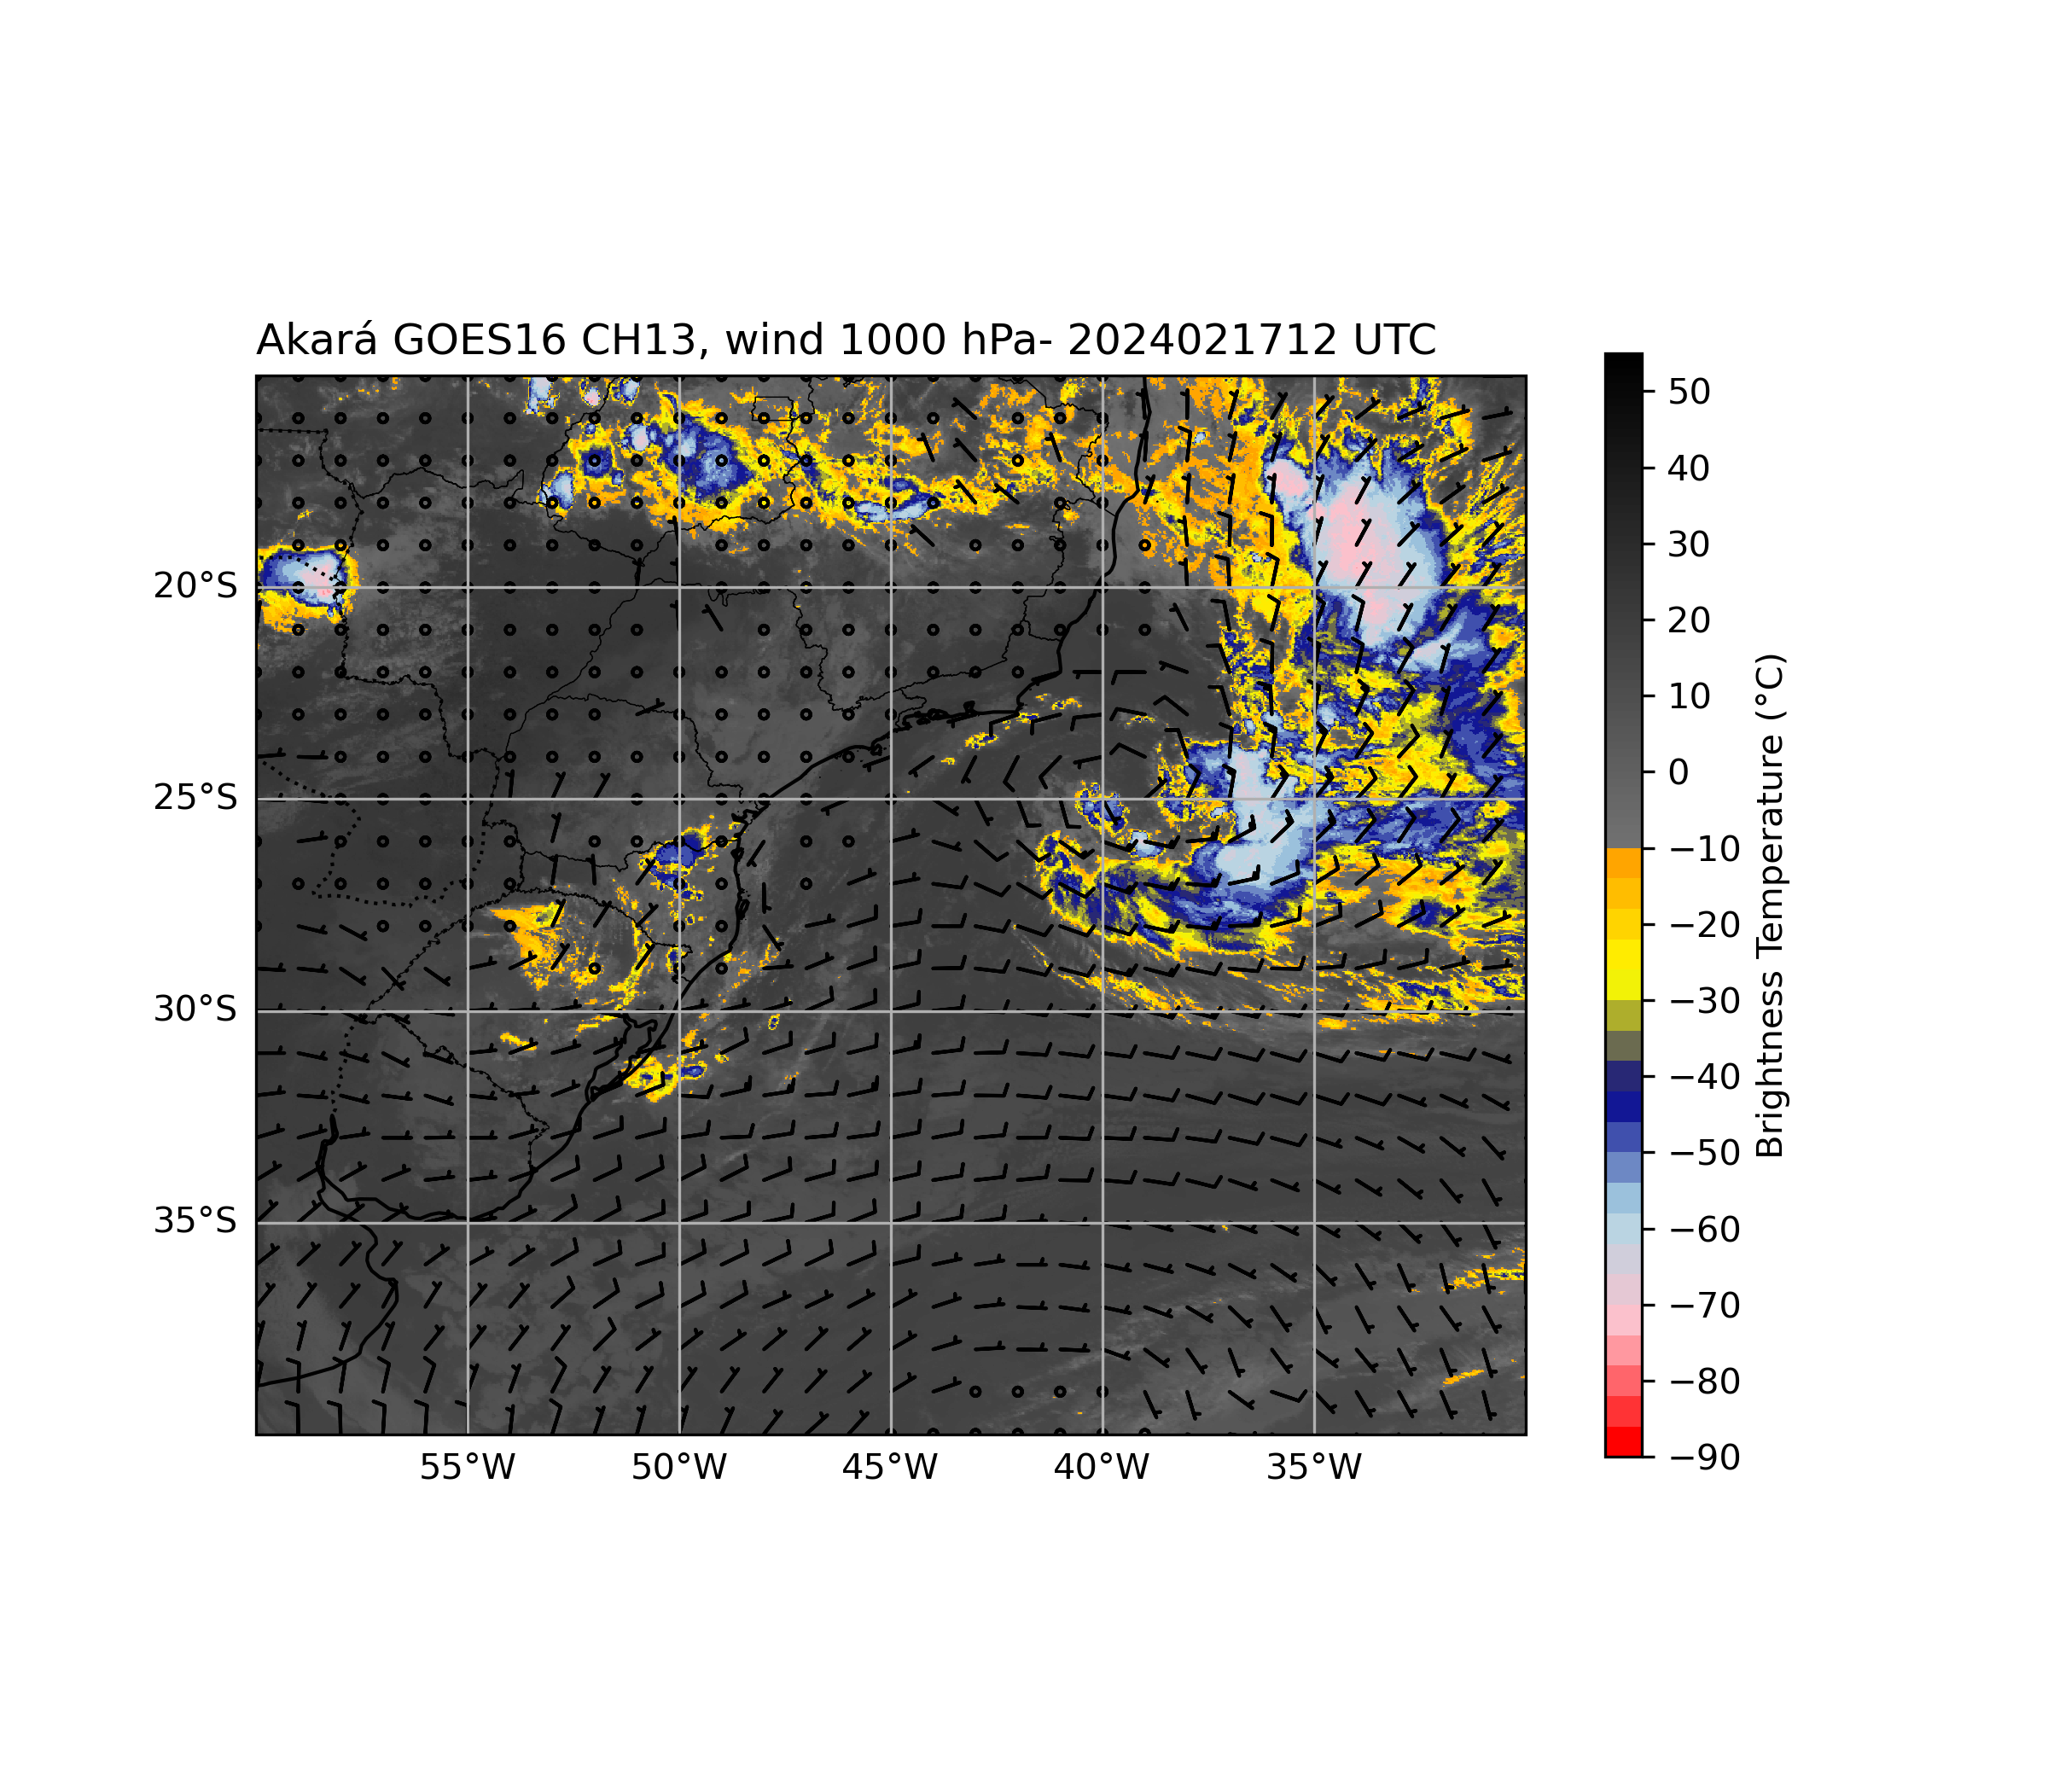 Akará GOES16 CH13, wind 1000 hPa- 2024021712 UTC
20°S
25°S
30°S
35°S
55°W
50°W
45°W
40°W
35°W
50
40
30
20
10
0
−10
−20
−30
−40
−50
−60
−70
−80
−90
Brightness Temperature (°C)